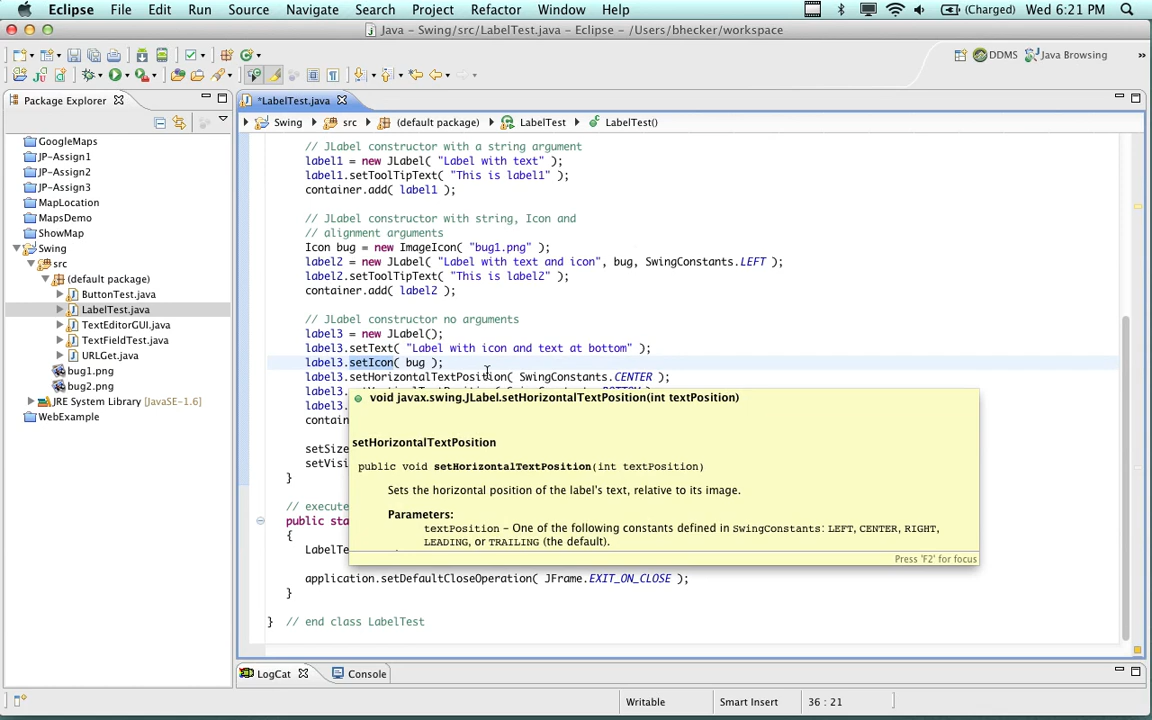 Eclipse File Edit Run Source Navigate Search Project Refactor Window Help (Charged) Wed 6:21 PM
Java – Swing/src/LabelTest.java – Eclipse – /Users/bhecker/workspace
DDMS Java Browsing »
Package Explorer
*LabelTest.java
Swing src (default package) LabelTest LabelTest()
GoogleMaps
JP-Assign1
JP-Assign2
JP-Assign3
MapLocation
MapsDemo
ShowMap
Swing
src
(default package)
ButtonTest.java
LabelTest.java
TextEditorGUI.java
TextFieldTest.java
URLGet.java
bug1.png
bug2.png
JRE System Library [JavaSE-1.6]
WebExample
// JLabel constructor with a string argument
label1 = new JLabel( "Label with text" );
label1.setToolTipText( "This is label1" );
container.add( label1 );
// JLabel constructor with string, Icon and
// alignment arguments
Icon bug = new ImageIcon( "bug1.png" );
label2 = new JLabel( "Label with text and icon", bug, SwingConstants.LEFT );
label2.setToolTipText( "This is label2" );
container.add( label2 );
// JLabel constructor no arguments
label3 = new JLabel();
label3.setText( "Label with icon and text at bottom" );
label3.setIcon( bug );
label3.setHorizontalTextPosition( SwingConstants.CENTER );
label3.
label3.
contain
setSize
setVisi
}
// execute
public sta
{
LabelTe
application.setDefaultCloseOperation( JFrame.EXIT_ON_CLOSE );
}
} // end class LabelTest
void javax.swing.JLabel.setHorizontalTextPosition(int textPosition)
setHorizontalTextPosition
public void setHorizontalTextPosition(int textPosition)
Sets the horizontal position of the label's text, relative to its image.
Parameters:
textPosition – One of the following constants defined in SwingConstants: LEFT, CENTER, RIGHT,
LEADING, or TRAILING (the default).
Press 'F2' for focus
LogCat Console
Writable Smart Insert 36 : 21